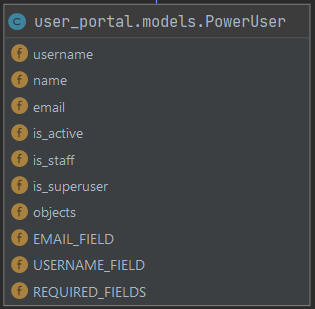 C user_portal.models.PowerUser
f username
f name
f email
f is_active
f is_staff
f is_superuser
f objects
f EMAIL_FIELD
f USERNAME_FIELD
f REQUIRED_FIELDS